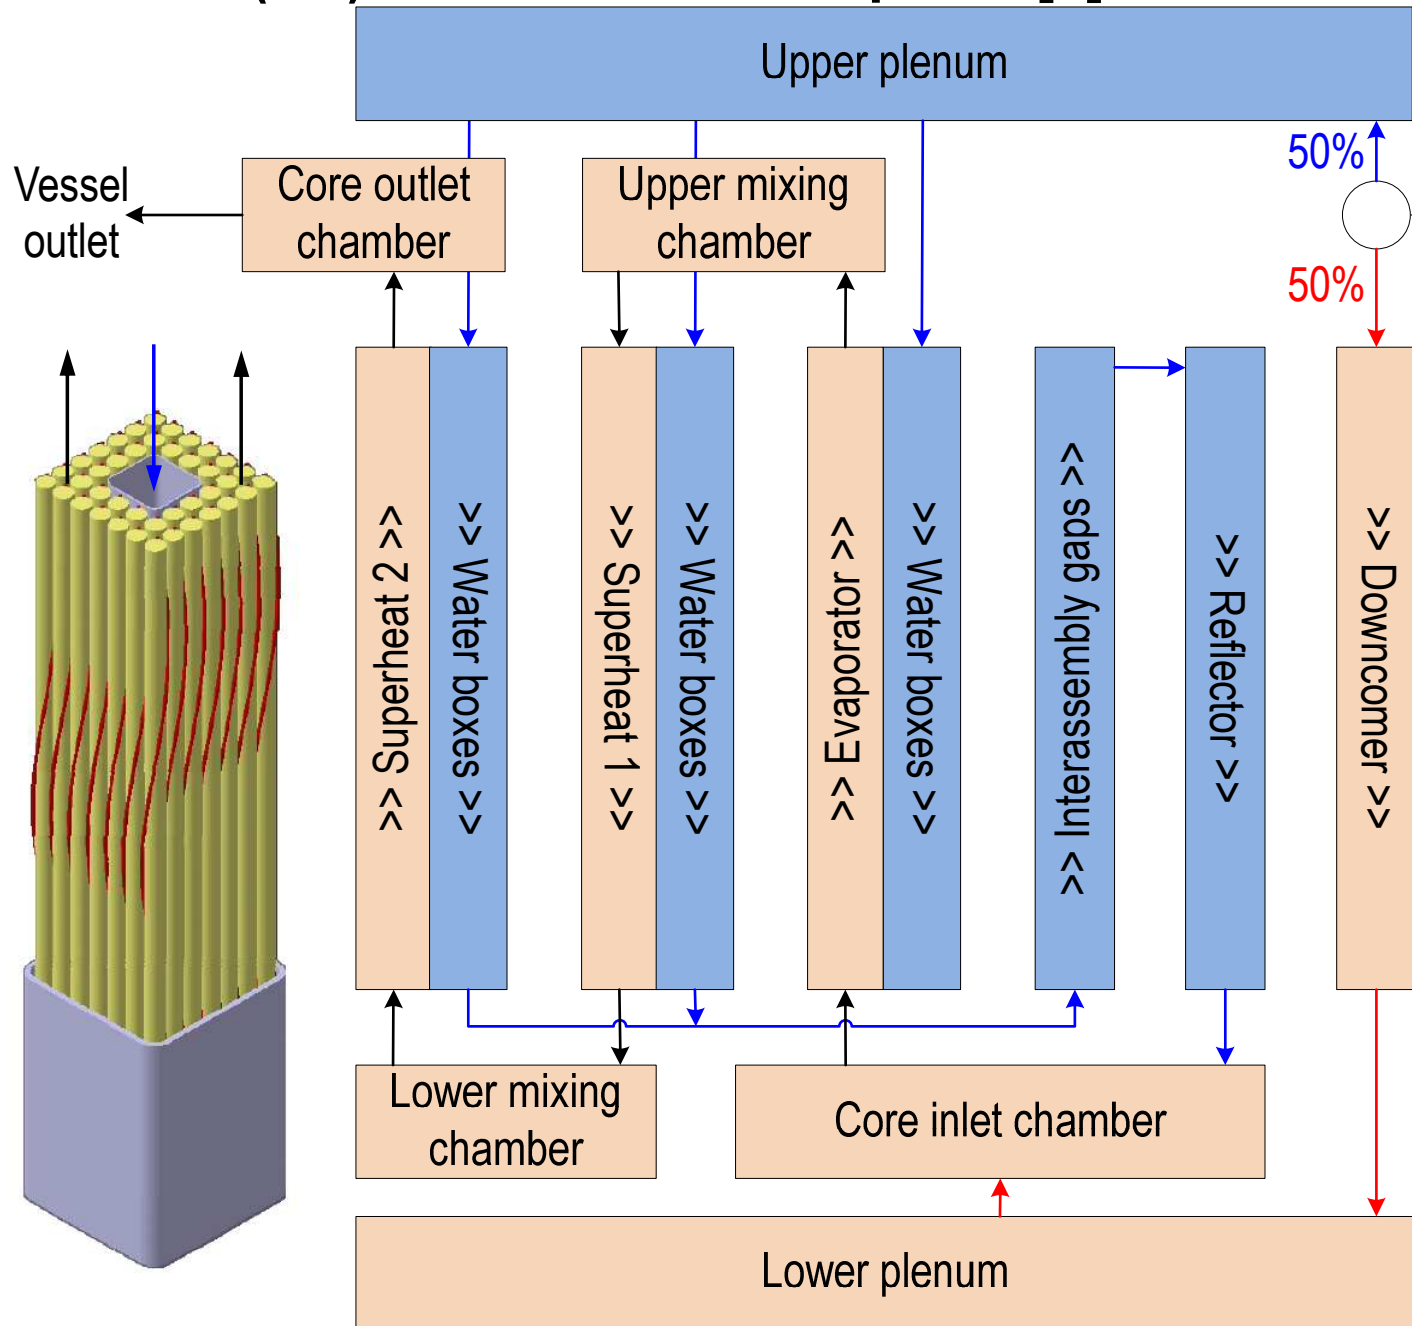 Upper plenum
50%
Vessel
outlet
Core outlet
chamber
Upper mixing
chamber
50%
>> Superheat 2 >>
>> Water boxes >>
>> Superheat 1 >>
>> Water boxes >>
>> Evaporator >>
>> Water boxes >>
>> Interassembly gaps >>
>> Reflector >>
>> Downcomer >>
Lower mixing
chamber
Core inlet chamber
Lower plenum